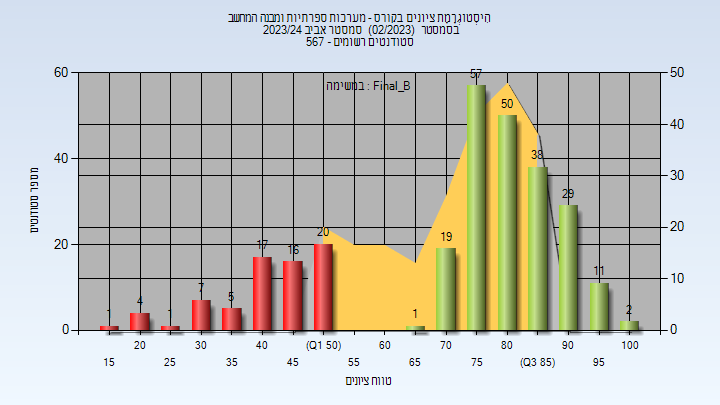 היסטוגרמת ציונים בקורס - מערכות ספרתיות ומבנה המחשב
בסמסטר (02/2023) סמסטר אביב 2023/24
סטודנטים רשומים - 567
במשימה : Final_B
60 40 20 0
50 40 30 20 10 0
מספר סטודנטים
1 4 1 7 5 17 16 20 1 19 57 50 38 29 11 2
20 30 40 (Q1 50) 60 70 80 90 100
15 25 35 45 55 65 75 (Q3 85) 95
טווח ציונים